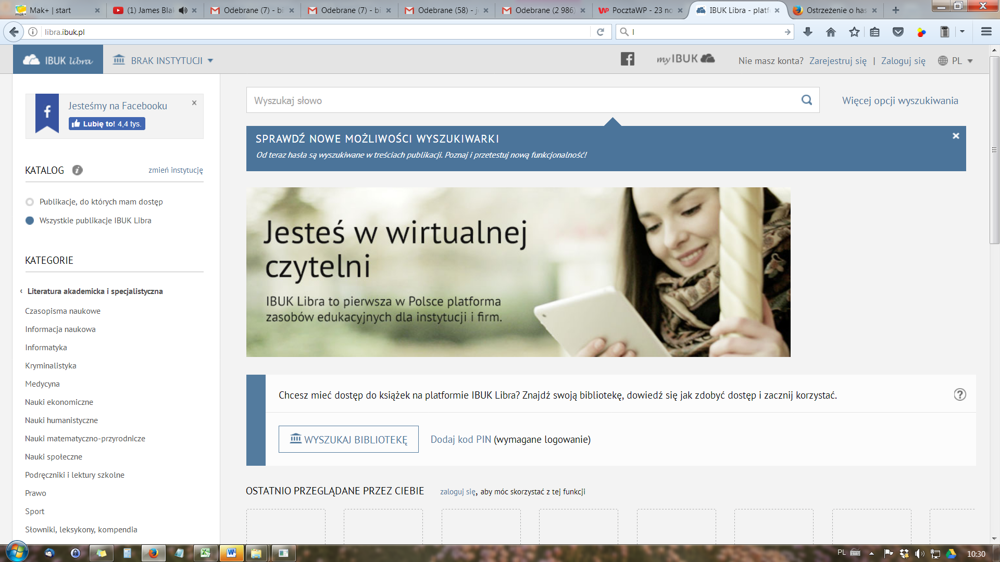 Mak+ | start
(1) James Bla
Odebrane (7) - bi
Odebrane (7) - bi
Odebrane (58) - j
Odebrane (2 986)
PocztaWP - 23 no
IBUK Libra - platf
Ostrzeżenie o has
libra.ibuk.pl
l
IBUK libra
BRAK INSTYTUCJI
my IBUK
Nie masz konta? Zarejestruj się | Zaloguj się
PL
Jesteśmy na Facebooku
Lubię to! 4,4 tys.
Wyszukaj słowo
Więcej opcji wyszukiwania
SPRAWDŹ NOWE MOŻLIWOŚCI WYSZUKIWARKI
Od teraz hasła są wyszukiwane w treściach publikacji. Poznaj i przetestuj nową funkcjonalność!
KATALOG
zmień instytucję
Publikacje, do których mam dostęp
Wszystkie publikacje IBUK Libra
KATEGORIE
Literatura akademicka i specjalistyczna
Czasopisma naukowe
Informacja naukowa
Informatyka
Kryminalistyka
Medycyna
Nauki ekonomiczne
Nauki humanistyczne
Nauki matematyczno-przyrodnicze
Nauki społeczne
Podręczniki i lektury szkolne
Prawo
Sport
Słowniki, leksykony, kompendia
Jesteś w wirtualnej
czytelni
IBUK Libra to pierwsza w Polsce platforma
zasobów edukacyjnych dla instytucji i firm.
Chcesz mieć dostęp do książek na platformie IBUK Libra? Znajdź swoją bibliotekę, dowiedź się jak zdobyć dostęp i zacznij korzystać.
WYSZUKAJ BIBLIOTEKĘ
Dodaj kod PIN (wymagane logowanie)
OSTATNIO PRZEGLĄDANE PRZEZ CIEBIE
zaloguj się, aby móc skorzystać z tej funkcji
PL
10:30